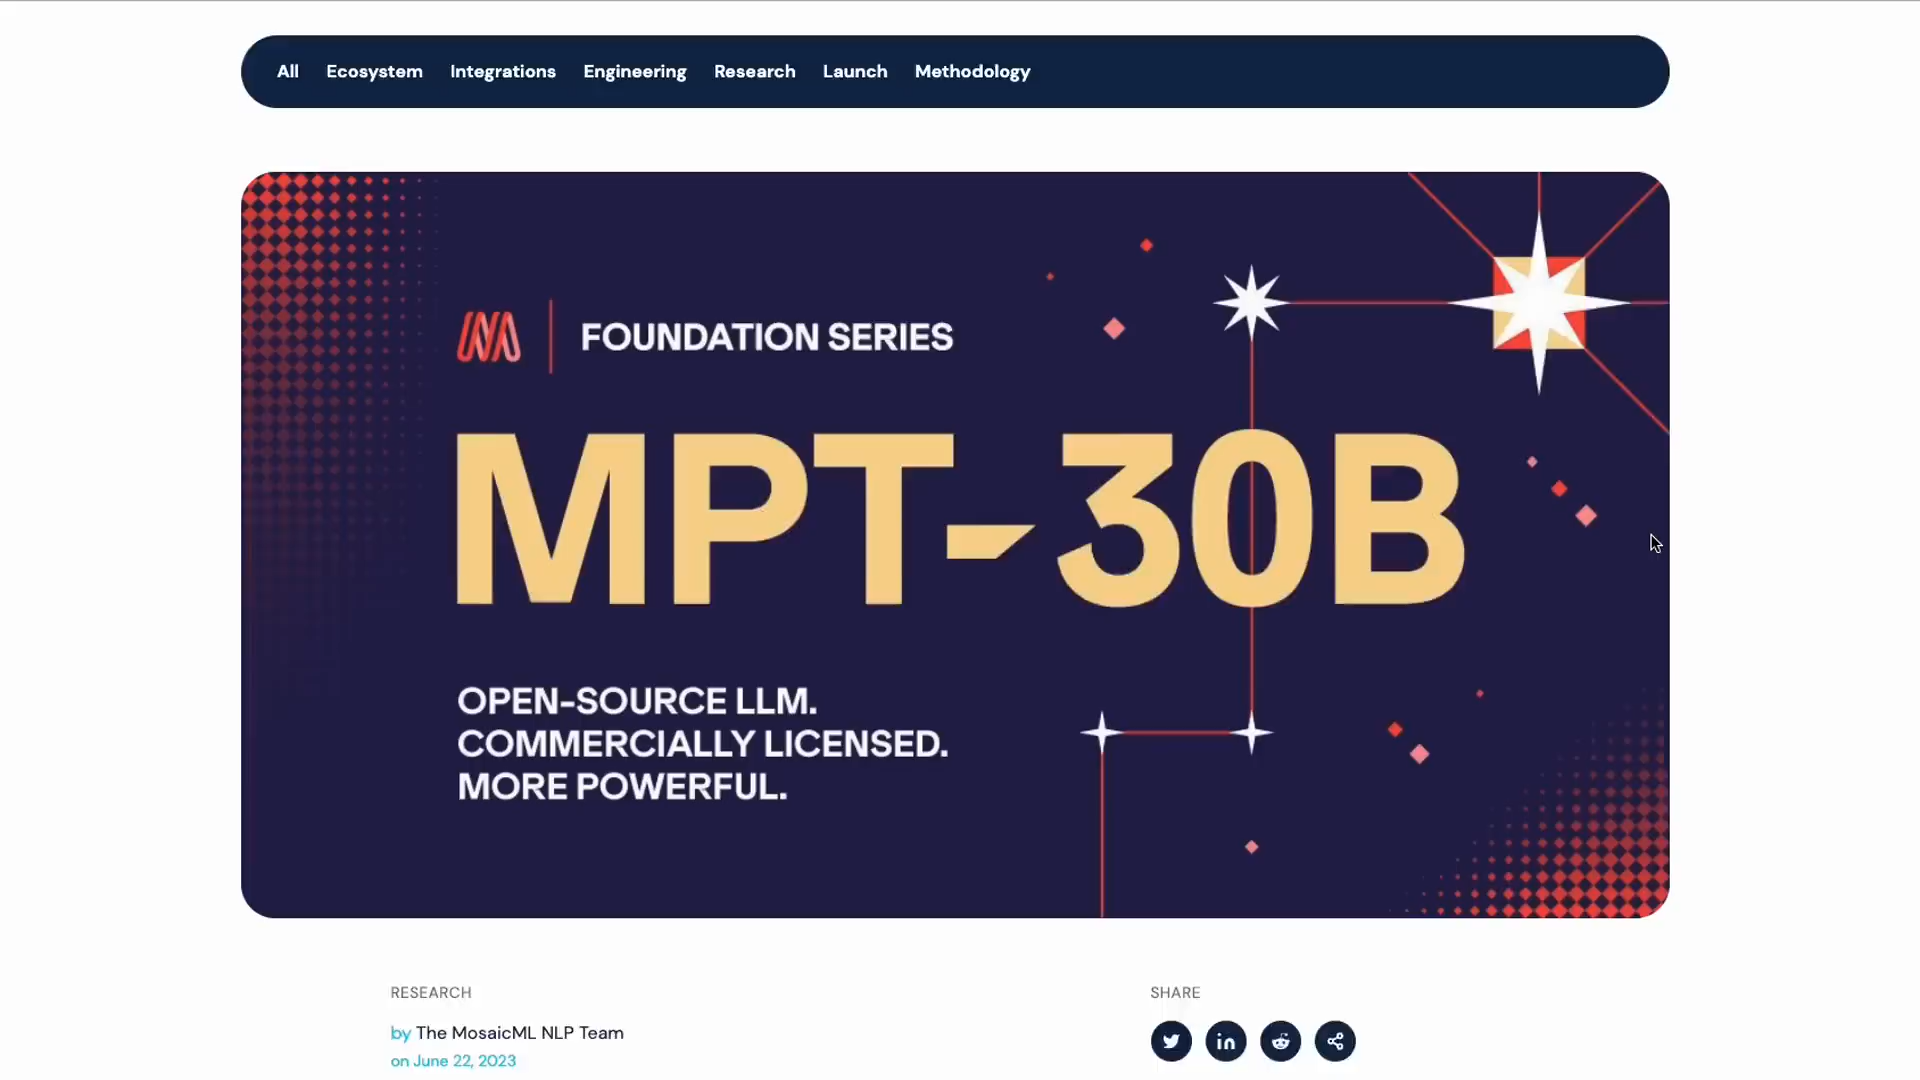 All Ecosystem Integrations Engineering Research Launch Methodology
FOUNDATION SERIES
MPT-30B
OPEN-SOURCE LLM.
COMMERCIALLY LICENSED.
MORE POWERFUL.
RESEARCH
by The MosaicML NLP Team
on June 22, 2023
SHARE